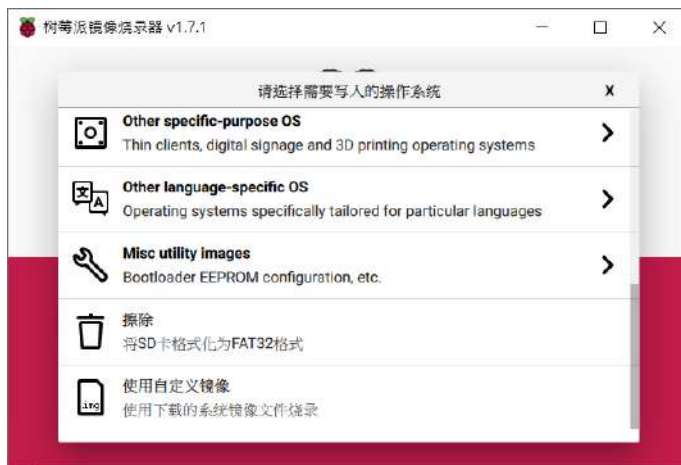 树莓派镜像烧录器 v1.7.1
请选择需要写入的操作系统
X
Other specific-purpose OS
Thin clients, digital signage and 3D printing operating systems
Other language-specific OS
Operating systems specifically tailored for particular languages
Misc utility images
Bootloader EEPROM configuration, etc.
擦除
将SD卡格式化为FAT32格式
使用自定义镜像
.img
使用下载的系统镜像文件烧录